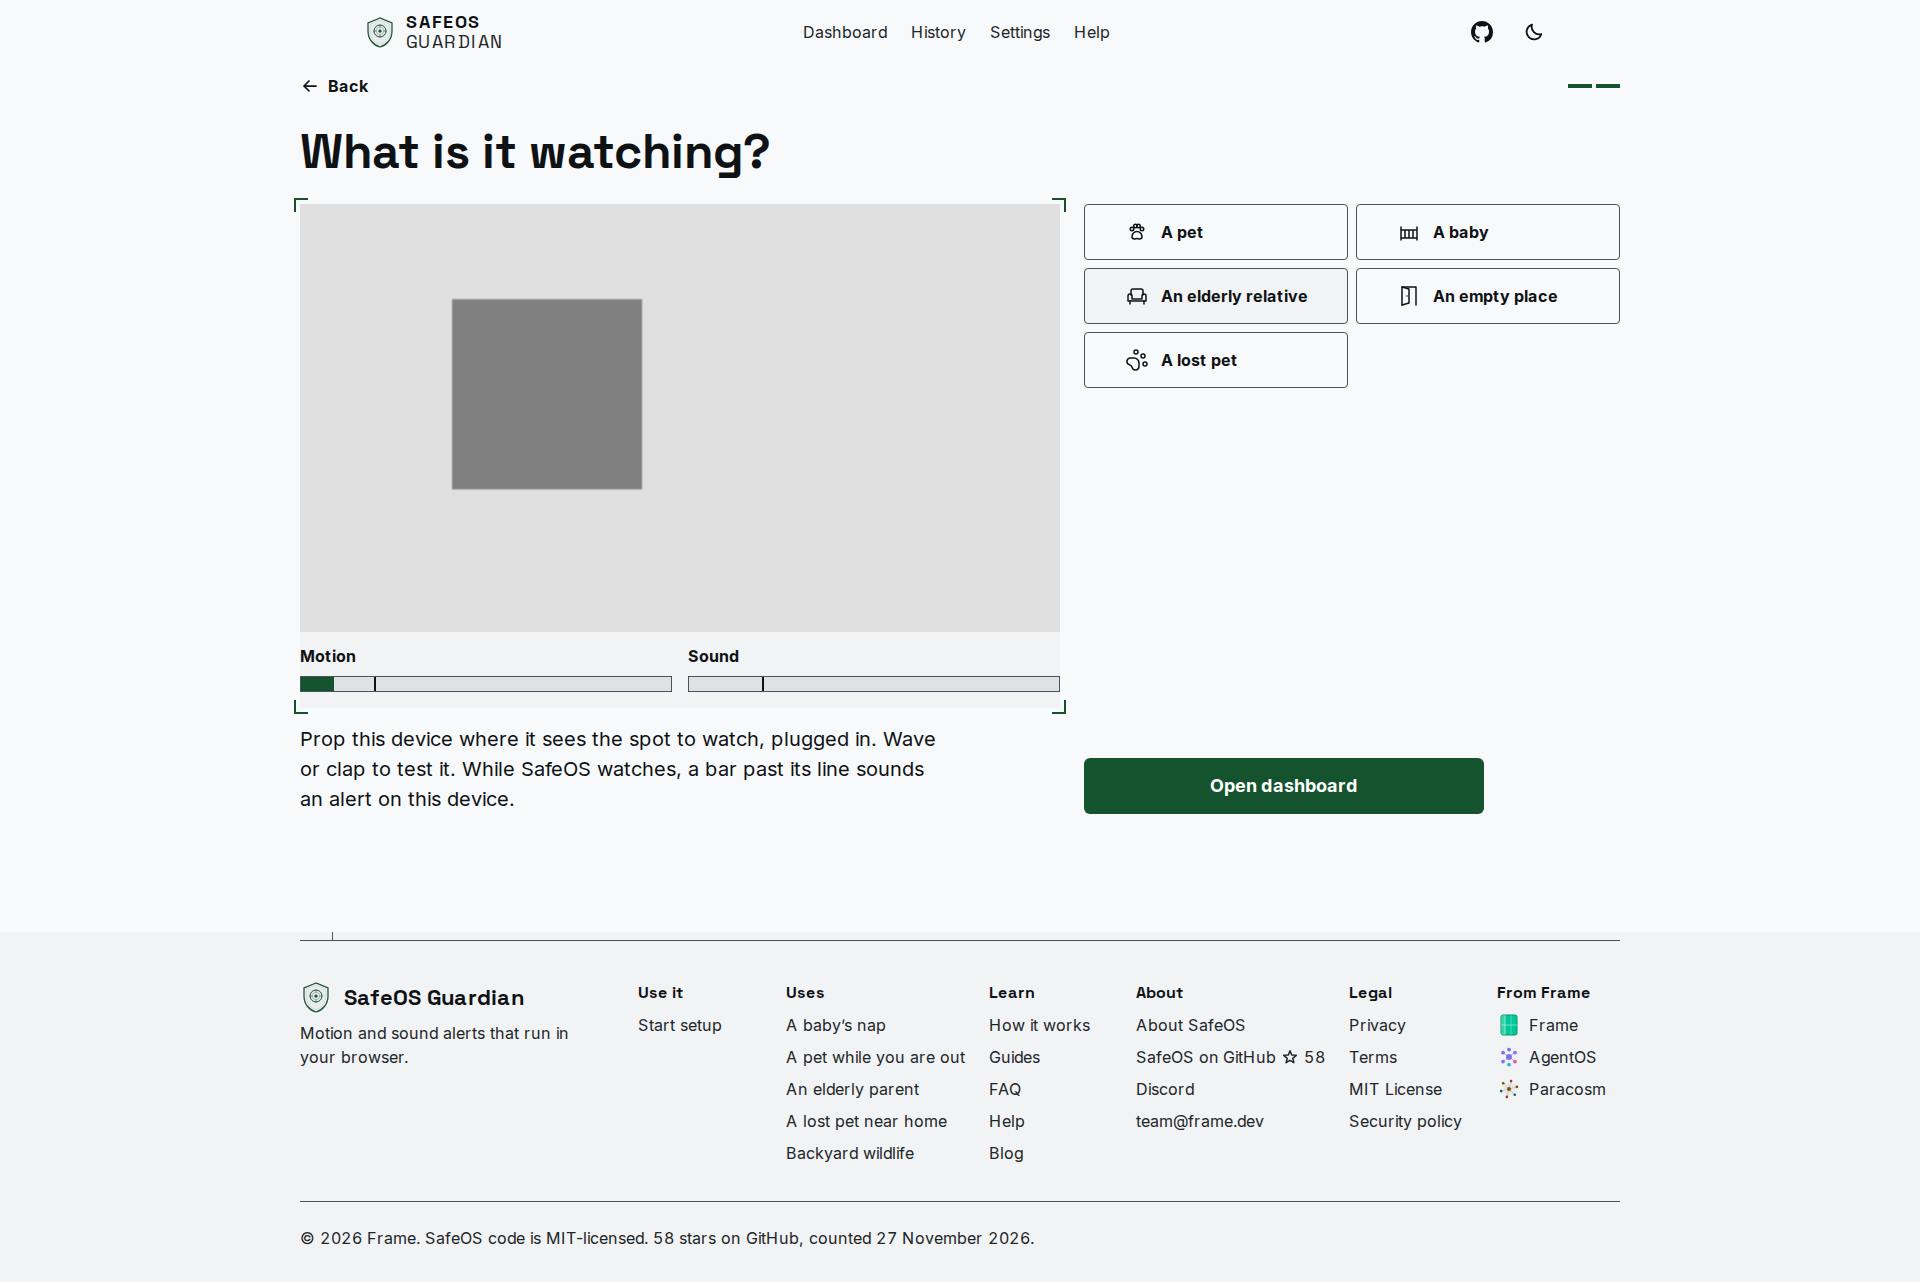 SAFEOS
GUARDIAN
Dashboard History Settings Help
Back
What is it watching?
A pet
A baby
An elderly relative
An empty place
A lost pet
Motion
Sound
Prop this device where it sees the spot to watch, plugged in. Wave
or clap to test it. While SafeOS watches, a bar past its line sounds
an alert on this device.
Open dashboard
SafeOS Guardian
Motion and sound alerts that run in
your browser.
Use it
Start setup
Uses
A baby’s nap
A pet while you are out
An elderly parent
A lost pet near home
Backyard wildlife
Learn
How it works
Guides
FAQ
Help
Blog
About
About SafeOS
SafeOS on GitHub ☆ 58
Discord
team@frame.dev
Legal
Privacy
Terms
MIT License
Security policy
From Frame
Frame
AgentOS
Paracosm
© 2026 Frame. SafeOS code is MIT-licensed. 58 stars on GitHub, counted 27 November 2026.